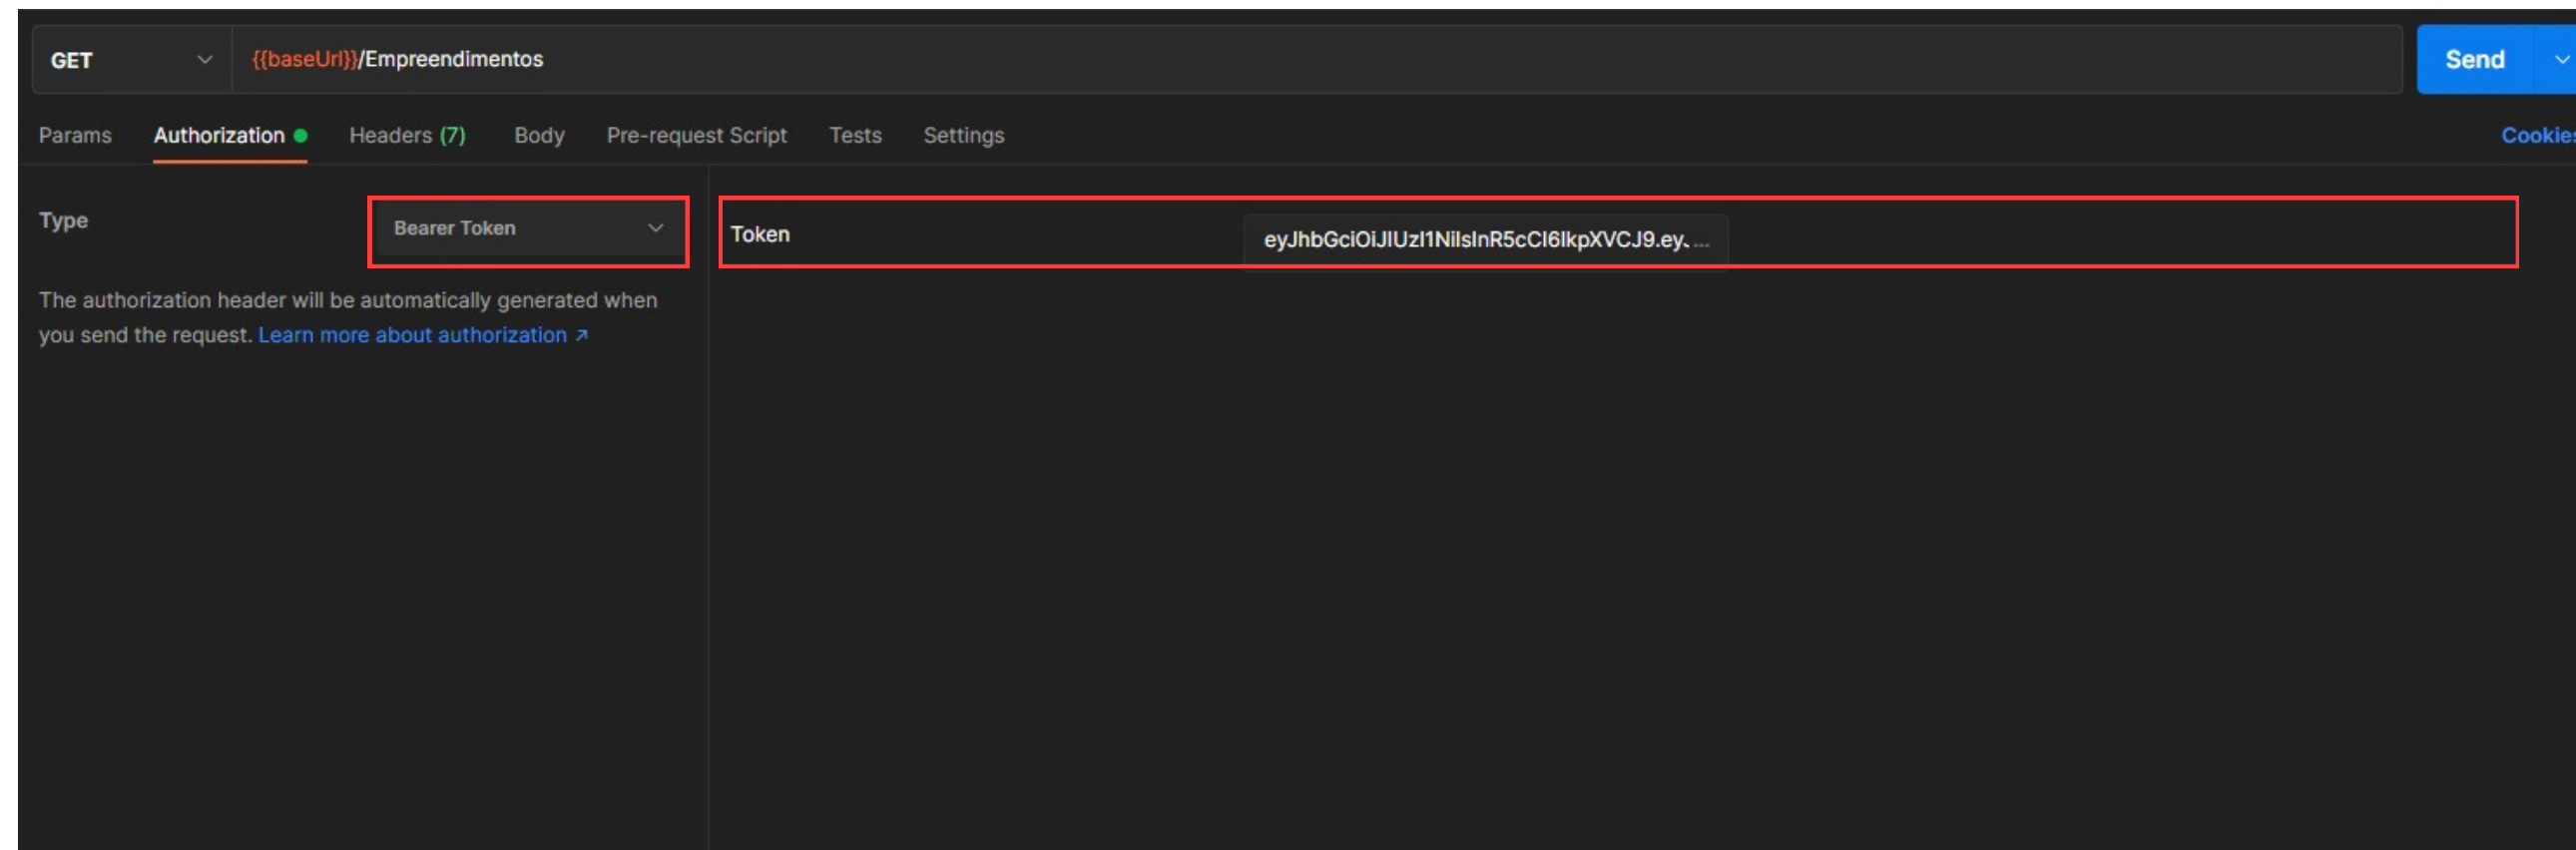 GET {{baseUrl}}/Empreendimentos Send
Params Authorization Headers (7) Body Pre-request Script Tests Settings Cookies
Type Bearer Token Token eyJhbGciOiJIUzI1NiIsInR5cCI6IkpXVCJ9.eyJ ...
The authorization header will be automatically generated when
you send the request. Learn more about authorization ↗